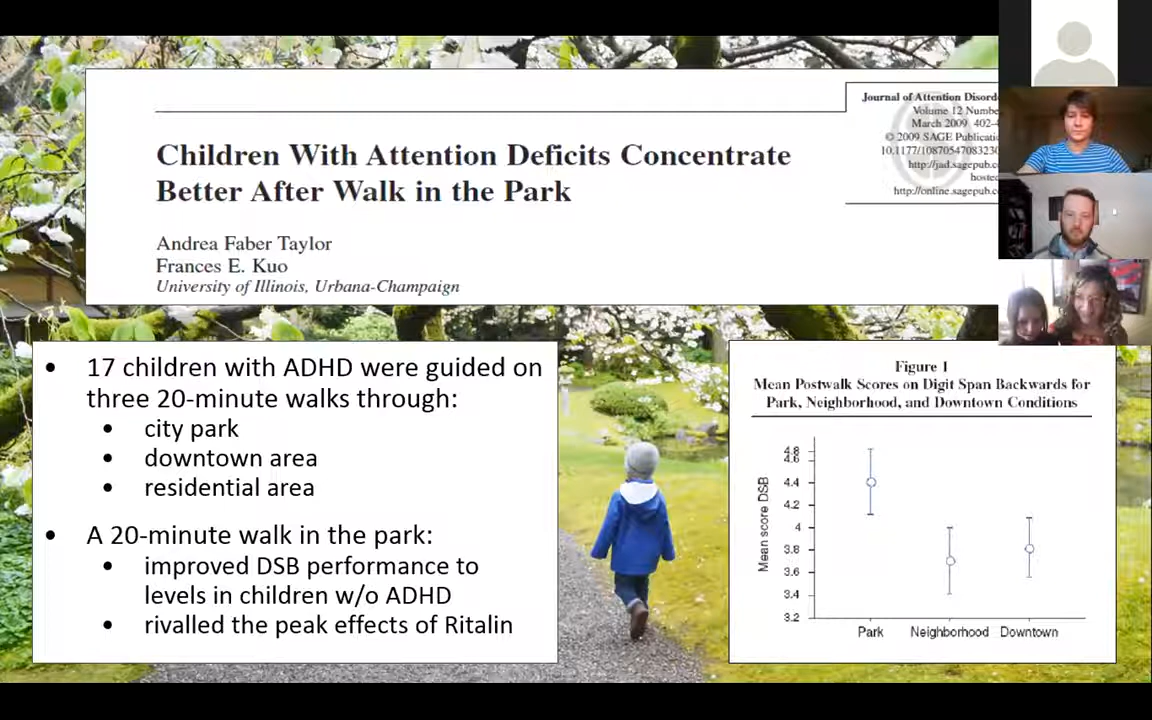 Journal of Attention Disord
Volume 12 Numbe
March 2009 402-4
© 2009 SAGE Publicatio
10.1177/10870547083230
http://jad.sagepub.c
hosted
http://online.sagepub.c
Children With Attention Deficits Concentrate
Better After Walk in the Park
Andrea Faber Taylor
Frances E. Kuo
University of Illinois, Urbana-Champaign
• 17 children with ADHD were guided on
three 20-minute walks through:
• city park
• downtown area
• residential area
• A 20-minute walk in the park:
• improved DSB performance to
levels in children w/o ADHD
• rivalled the peak effects of Ritalin
Figure 1
Mean Postwalk Scores on Digit Span Backwards for
Park, Neighborhood, and Downtown Conditions
Mean score DSB
4.8
4.6
4.4
4.2
4
3.8
3.6
3.4
3.2
Park Neighborhood Downtown